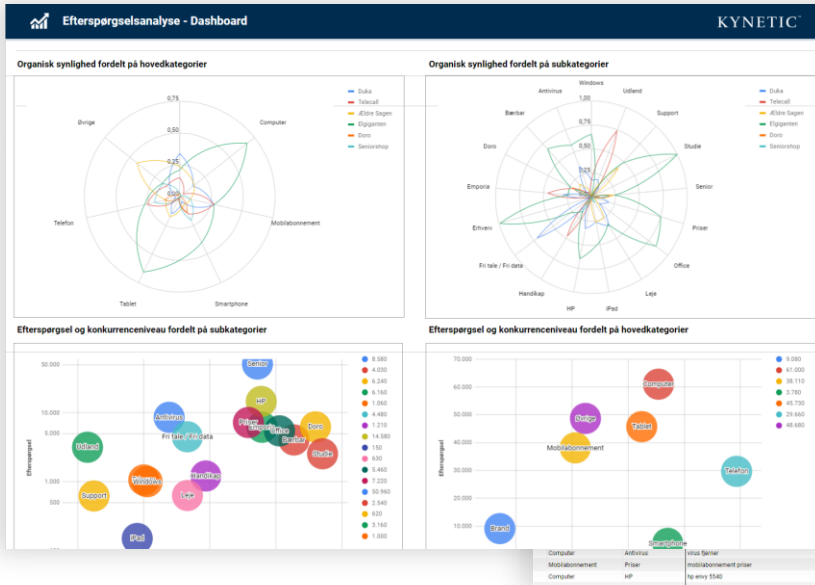 Efterspørgselsanalyse - Dashboard
KYNETIC
Organisk synlighed fordelt på hovedkategorier
0,75
0,50
0,25
0,00
Computer
Mobilabonnement
Smartphone
Tablet
Telefon
Øvrige
Duka
Telecall
Ældre Sagen
Elgiganten
Doro
Seniorshop
Organisk synlighed fordelt på subkategorier
1,00
0,75
0,50
0,25
0,00
Windows
Udland
Support
Studie
Senior
Priser
Office
Leje
iPad
HP
Handikap
Fri tale / Fri data
Erhverv
Emporia
Doro
Bærbar
Antivirus
Duka
Telecall
Ældre Sagen
Elgiganten
Doro
Seniorshop
Efterspørgsel og konkurrenceniveau fordelt på subkategorier
Efterspørgsel
50.000
10.000
5.000
1.000
500
Senior
HP
Antivirus
Priser
Emporia
Office
Doro
Fri tale / Fri data
Bærbar
Udland
Studie
Handikap
Windows
Support
Leje
iPad
8.580
4.030
6.240
6.160
1.060
4.480
1.210
14.580
150
630
5.460
7.220
50.960
2.540
620
3.160
1.000
Efterspørgsel og konkurrenceniveau fordelt på hovedkategorier
Efterspørgsel
70.000
60.000
50.000
40.000
30.000
20.000
10.000
Computer
Øvrige
Tablet
Mobilabonnement
Telefon
Brand
Smartphone
9.080
61.000
38.110
3.780
45.730
29.660
48.680
Computer Antivirus virus fjerner
Mobilabonnement Priser mobilabonnement priser
Computer HP hp envy 5540